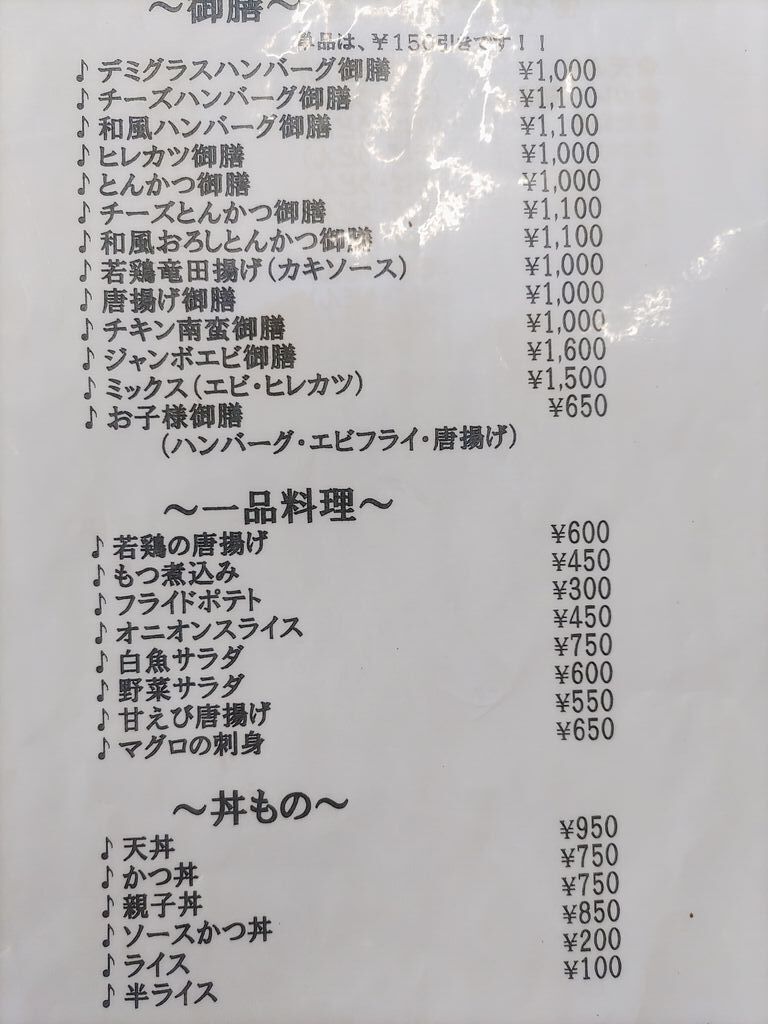 ～御膳～
単品は、￥150引きです！！
♪デミグラスハンバーグ御膳 ￥1,000
♪チーズハンバーグ御膳 ￥1,100
♪和風ハンバーグ御膳 ￥1,100
♪ヒレカツ御膳 ￥1,000
♪とんかつ御膳 ￥1,000
♪チーズとんかつ御膳 ￥1,100
♪和風おろしとんかつ御膳 ￥1,100
♪若鶏竜田揚げ（カキソース） ￥1,000
♪唐揚げ御膳 ￥1,000
♪チキン南蛮御膳 ￥1,000
♪ジャンボエビ御膳 ￥1,600
♪ミックス（エビ・ヒレカツ） ￥1,500
♪お子様御膳 ￥650
（ハンバーグ・エビフライ・唐揚げ）
～一品料理～
♪若鶏の唐揚げ ￥600
♪もつ煮込み ￥450
♪フライドポテト ￥300
♪オニオンスライス ￥450
♪白魚サラダ ￥750
♪野菜サラダ ￥600
♪甘えび唐揚げ ￥550
♪マグロの刺身 ￥650
～丼もの～
♪天丼 ￥950
♪かつ丼 ￥750
♪親子丼 ￥750
♪ソースかつ丼 ￥850
♪ライス ￥200
♪半ライス ￥100